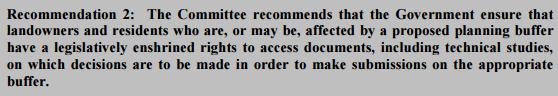 Recommendation 2: The Committee recommends that the Government ensure that
landowners and residents who are, or may be, affected by a proposed planning buffer
have a legislatively enshrined rights to access documents, including technical studies,
on which decisions are to be made in order to make submissions on the appropriate
buffer.